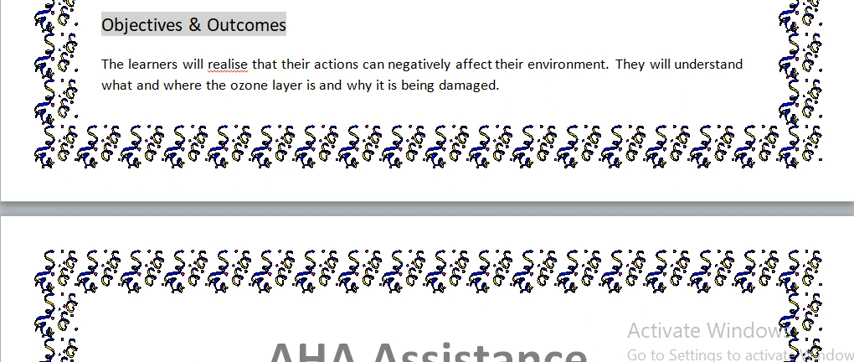 Objectives & Outcomes
The learners will realise that their actions can negatively affect their environment. They will understand
what and where the ozone layer is and why it is being damaged.
AHA Assistance
Activate Windows
Go to Settings to activate Windows